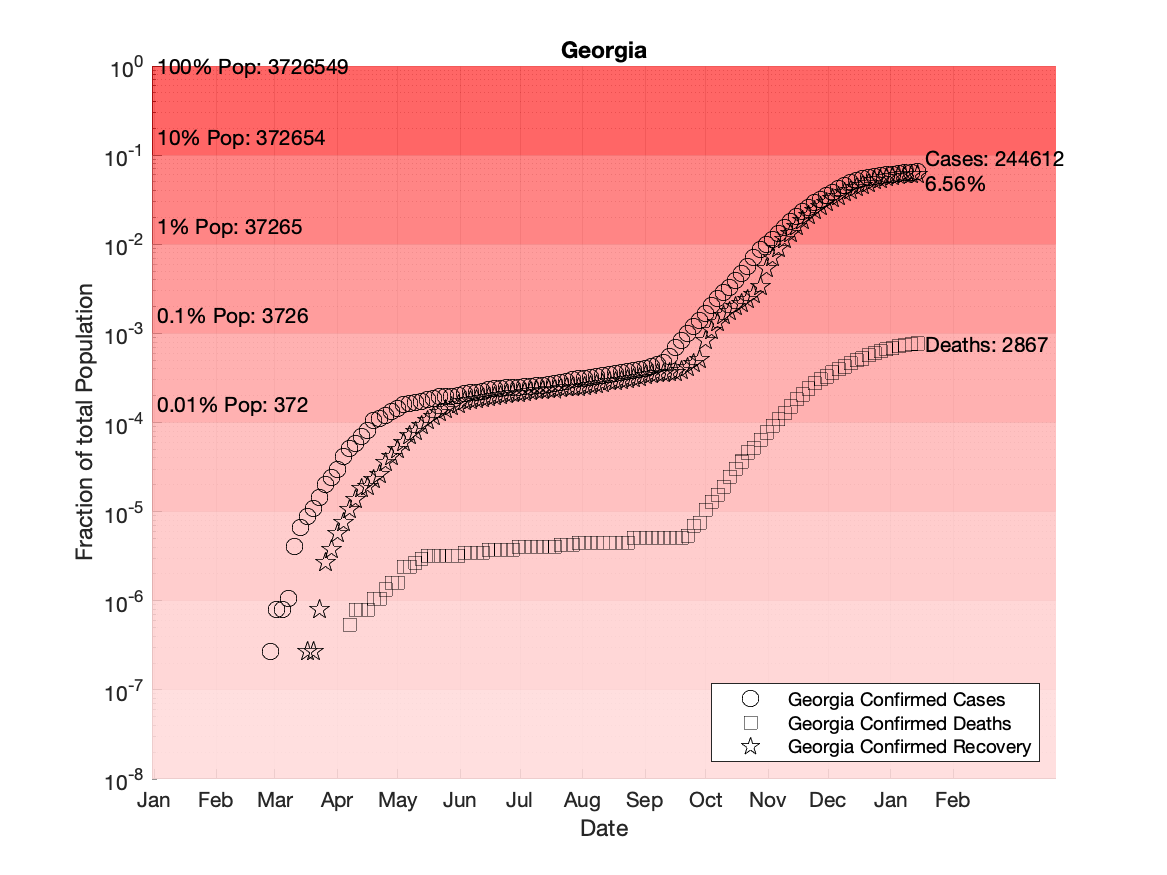 Georgia
10^0
100% Pop: 3726549
10% Pop: 372654
10^-1
Cases: 244612
6.56%
1% Pop: 37265
10^-2
0.1% Pop: 3726
10^-3
Deaths: 2867
0.01% Pop: 372
10^-4
10^-5
10^-6
10^-7
10^-8
Fraction of total Population
Georgia Confirmed Cases
Georgia Confirmed Deaths
Georgia Confirmed Recovery
Jan Feb Mar Apr May Jun Jul Aug Sep Oct Nov Dec Jan Feb
Date